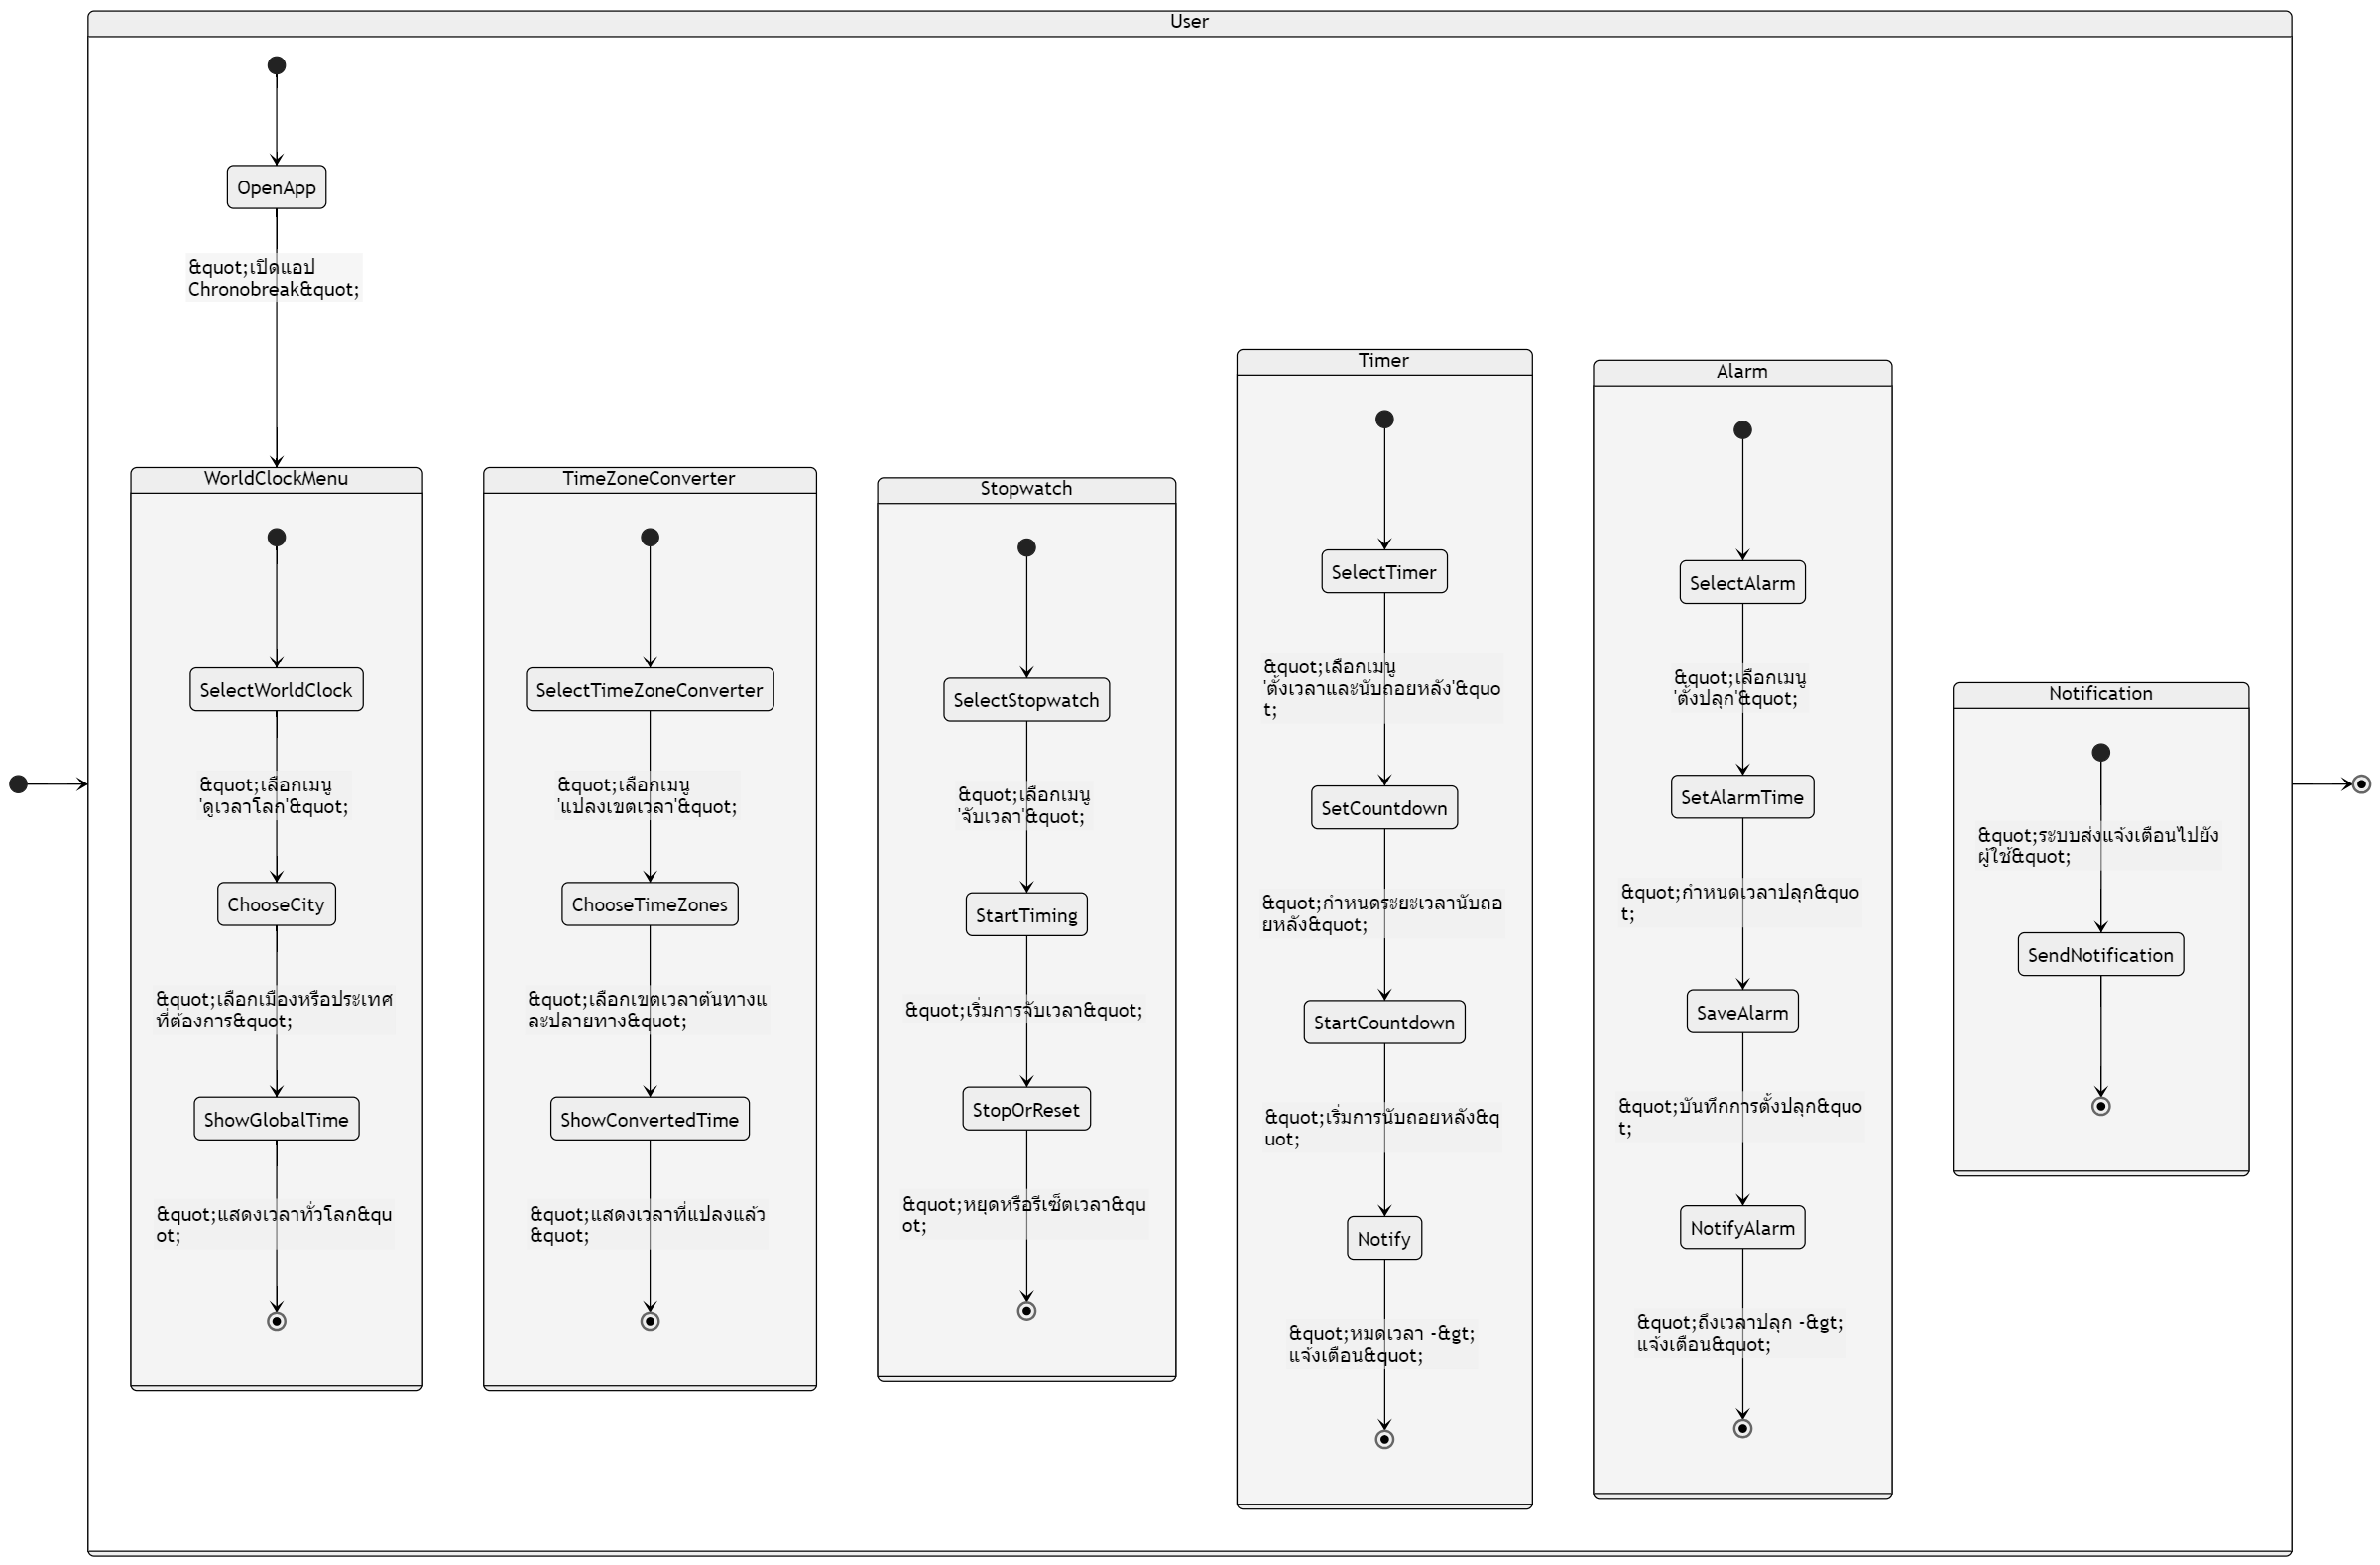 User
OpenApp
&quot;เปิดแอป
Chronobreak&quot;
WorldClockMenu
SelectWorldClock
&quot;เลือกเมนู
'ดูเวลาโลก'&quot;
ChooseCity
&quot;เลือกเมืองหรือประเทศ
ที่ต้องการ&quot;
ShowGlobalTime
&quot;แสดงเวลาทั่วโลก&qu
ot;
TimeZoneConverter
SelectTimeZoneConverter
&quot;เลือกเมนู
'แปลงเขตเวลา'&quot;
ChooseTimeZones
&quot;เลือกเขตเวลาต้นทางแ
ละปลายทาง&quot;
ShowConvertedTime
&quot;แสดงเวลาที่แปลงแล้ว
&quot;
Stopwatch
SelectStopwatch
&quot;เลือกเมนู
'จับเวลา'&quot;
StartTiming
&quot;เริ่มการจับเวลา&quot;
StopOrReset
&quot;หยุดหรือรีเซ็ตเวลา&qu
ot;
Timer
SelectTimer
&quot;เลือกเมนู
'ตั้งเวลาและนับถอยหลัง'&quo
t;
SetCountdown
&quot;กำหนดระยะเวลานับถอ
ยหลัง&quot;
StartCountdown
&quot;เริ่มการนับถอยหลัง&q
uot;
Notify
&quot;หมดเวลา -&gt;
แจ้งเตือน&quot;
Alarm
SelectAlarm
&quot;เลือกเมนู
'ตั้งปลุก'&quot;
SetAlarmTime
&quot;กำหนดเวลาปลุก&quo
t;
SaveAlarm
&quot;บันทึกการตั้งปลุก&quo
t;
NotifyAlarm
&quot;ถึงเวลาปลุก -&gt;
แจ้งเตือน&quot;
Notification
&quot;ระบบส่งแจ้งเตือนไปยัง
ผู้ใช้&quot;
SendNotification